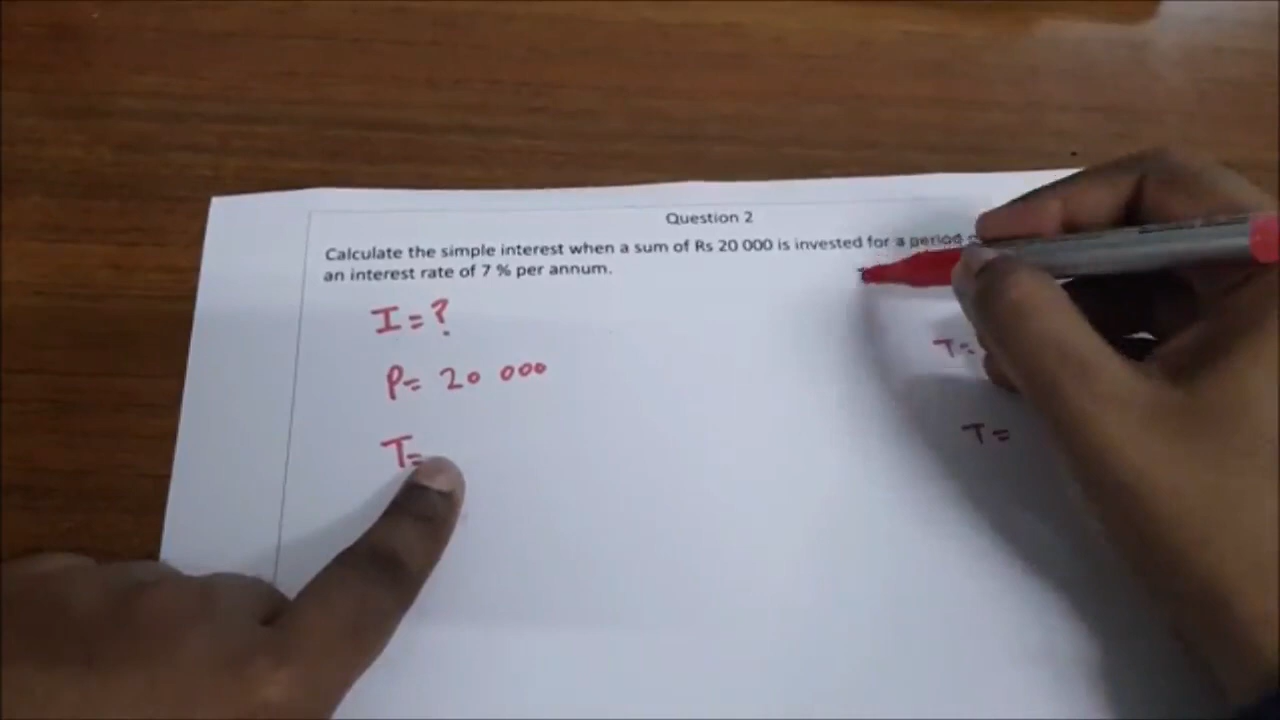 Question 2
Calculate the simple interest when a sum of Rs 20 000 is invested for a period
an interest rate of 7 % per annum.
I = ?
P= 20 000
T=
T=
T=